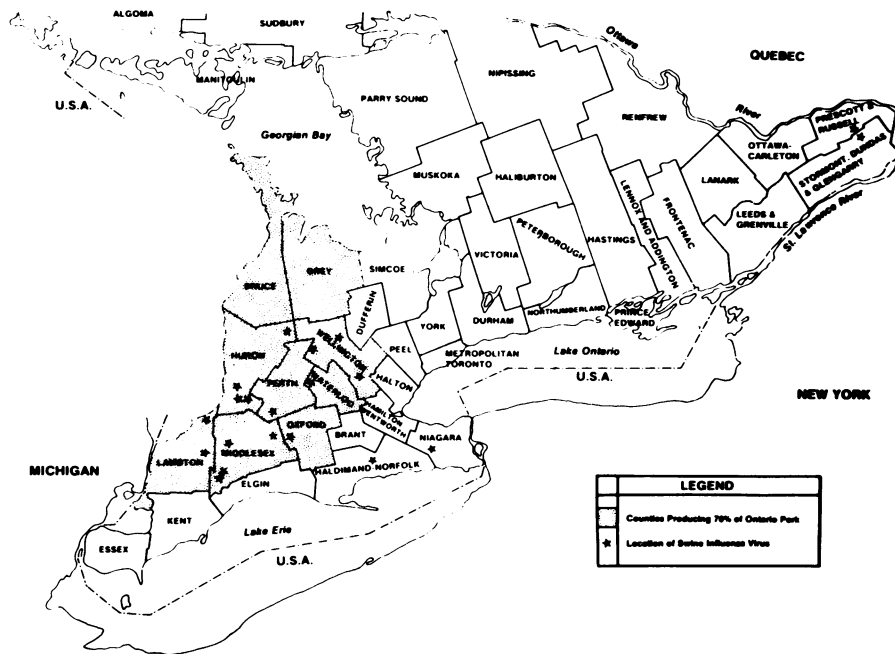 ALGOMA
SUDBURY
MANITOULIN
U.S.A.
Georgian Bay
PARRY SOUND
NIPISSING
Ottawa
River
QUEBEC
RENFREW
PRESCOTT &
RUSSELL
OTTAWA-
CARLETON
STORMONT, DUNDAS
& GLENGARRY
LANARK
LEEDS &
GRENVILLE
St. Lawrence River
MUSKOKA
HALIBURTON
LENNOX AND ADDINGTON
FRONTENAC
HASTINGS
PETERBOROUGH
VICTORIA
BRUCE
GREY
SIMCOE
DUFFERIN
YORK
DURHAM
NORTHUMBERLAND
PRINCE
EDWARD
PEEL
METROPOLITAN
TORONTO
Lake Ontario
U.S.A.
NEW YORK
HURON
WELLINGTON
PERTH
WATERLOO
HALTON
HAMILTON
WENTWORTH
OXFORD
BRANT
NIAGARA
MICHIGAN
LAMBTON
MIDDLESEX
HALDIMAND-NORFOLK
ELGIN
KENT
Lake Erie
ESSEX
U.S.A.
LEGEND
Counties Producing 70% of Ontario Pork
★ Location of Swine Influenza Virus